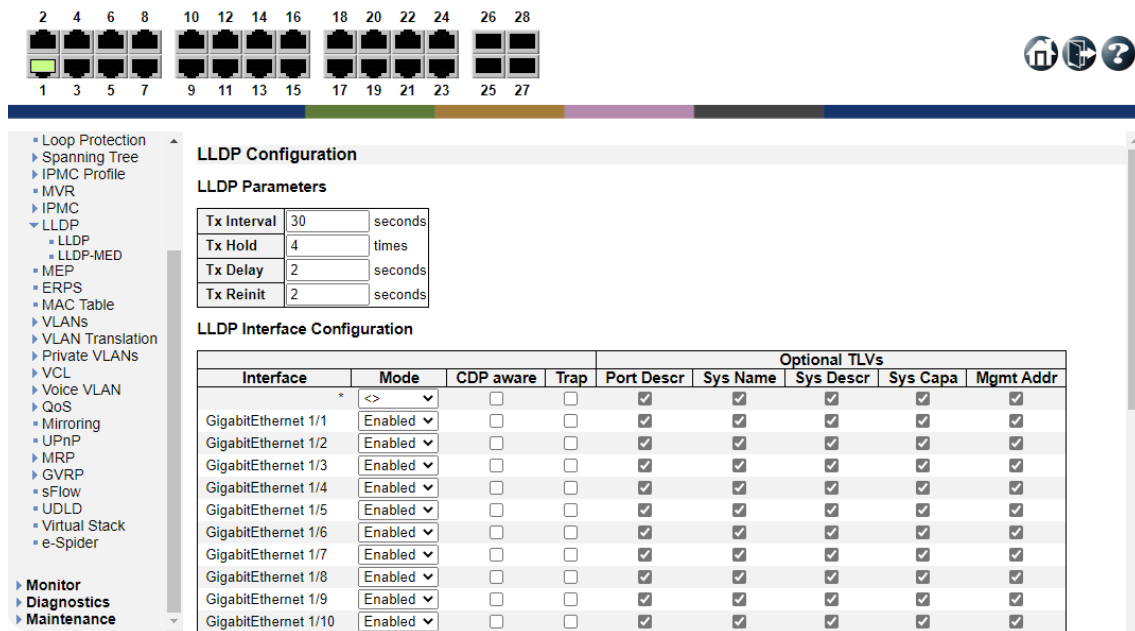 2 4 6 8 10 12 14 16 18 20 22 24 26 28
1 3 5 7 9 11 13 15 17 19 21 23 25 27
?
Loop Protection
Spanning Tree
IPMC Profile
MVR
IPMC
LLDP
LLDP
LLDP-MED
MEP
ERPS
MAC Table
VLANs
VLAN Translation
Private VLANs
VCL
Voice VLAN
QoS
Mirroring
UPnP
MRP
GVRP
sFlow
UDLD
Virtual Stack
e-Spider
Monitor
Diagnostics
Maintenance
LLDP Configuration
LLDP Parameters
Tx Interval 30 seconds
Tx Hold 4 times
Tx Delay 2 seconds
Tx Reinit 2 seconds
LLDP Interface Configuration
Optional TLVs
Interface Mode CDP aware Trap Port Descr Sys Name Sys Descr Sys Capa Mgmt Addr
* <>
GigabitEthernet 1/1 Enabled
GigabitEthernet 1/2 Enabled
GigabitEthernet 1/3 Enabled
GigabitEthernet 1/4 Enabled
GigabitEthernet 1/5 Enabled
GigabitEthernet 1/6 Enabled
GigabitEthernet 1/7 Enabled
GigabitEthernet 1/8 Enabled
GigabitEthernet 1/9 Enabled
GigabitEthernet 1/10 Enabled